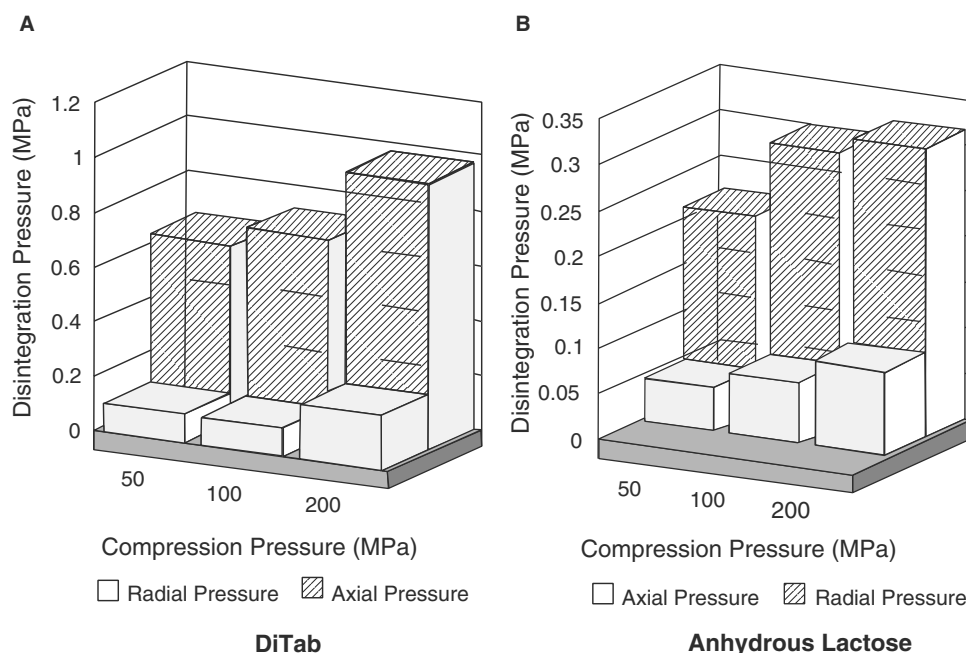 A
Disintegration Pressure (MPa)
1.2
1
0.8
0.6
0.4
0.2
0
50
100
200
Compression Pressure (MPa)
Radial Pressure
Axial Pressure
DiTab
B
Disintegration Pressure (MPa)
0.35
0.3
0.25
0.2
0.15
0.1
0.05
0
50
100
200
Compression Pressure (MPa)
Axial Pressure
Radial Pressure
Anhydrous Lactose